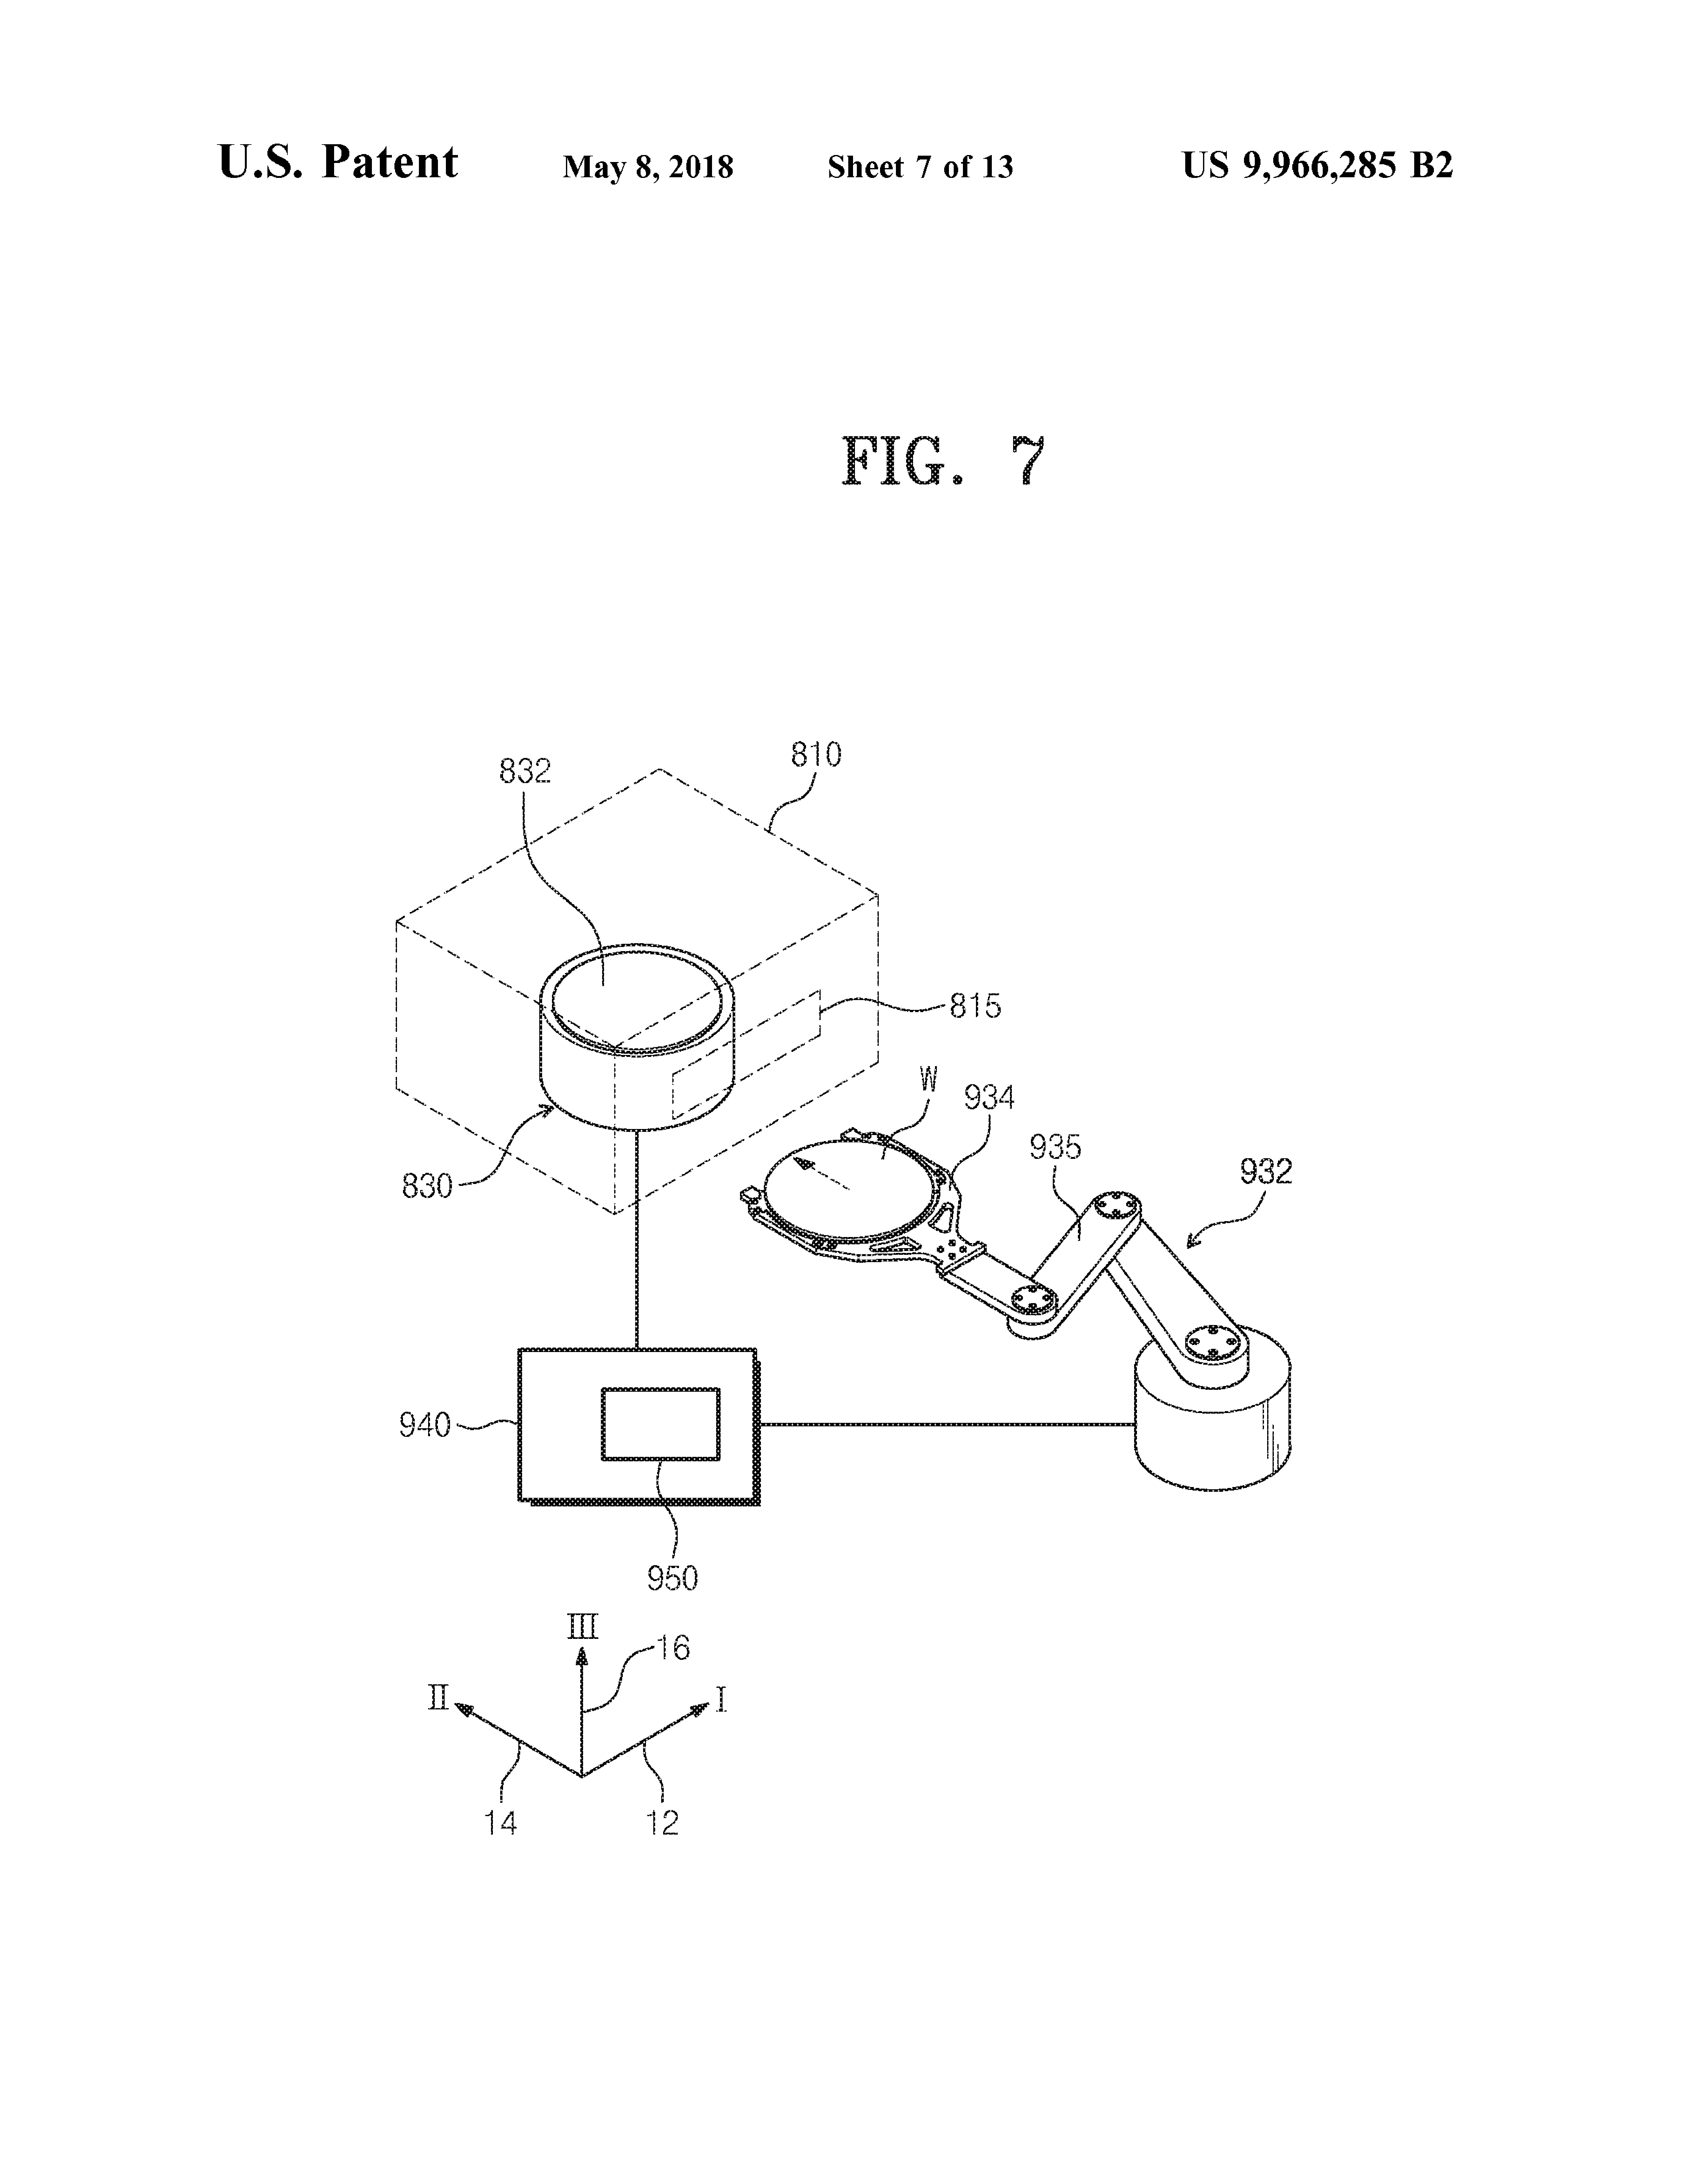 U.S. Patent May 8, 2018 Sheet 7 of 13 US 9,966,285 B2
FIG. 7
810
832
815
W
934
935
932
830
940
950
III
16
II
I
14
12